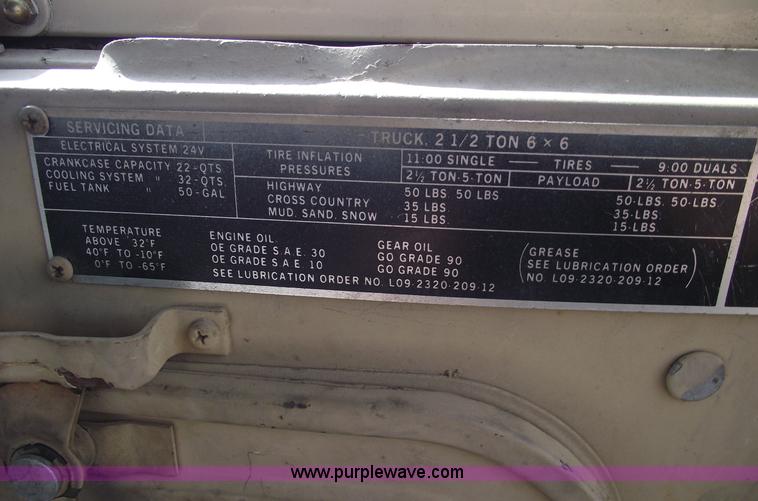 SERVICING DATA TRUCK, 2 1/2 TON 6 × 6
ELECTRICAL SYSTEM 24V
CRANKCASE CAPACITY 22-QTS.
COOLING SYSTEM " 32-QTS.
FUEL TANK " 50-GAL
TIRE INFLATION PRESSURES
11:00 SINGLE — TIRES — 9:00 DUALS
2½ TON·5·TON PAYLOAD 2½ TON·5·TON
HIGHWAY 50 LBS. 50 LBS. 50·LBS. 50·LBS.
CROSS COUNTRY 35 LBS. 35·LBS.
MUD. SAND. SNOW 15 LBS. 15·LBS.
TEMPERATURE ENGINE OIL GEAR OIL
ABOVE 32°F OE GRADE S.A.E. 30 GO GRADE 90
40°F TO -10°F OE GRADE S.A.E. 10 GO GRADE 90
0°F TO -65°F SEE LUBRICATION ORDER NO. L09·2320·209·12
(GREASE
SEE LUBRICATION ORDER)
NO. L09·2320·209·12
www.purplewave.com